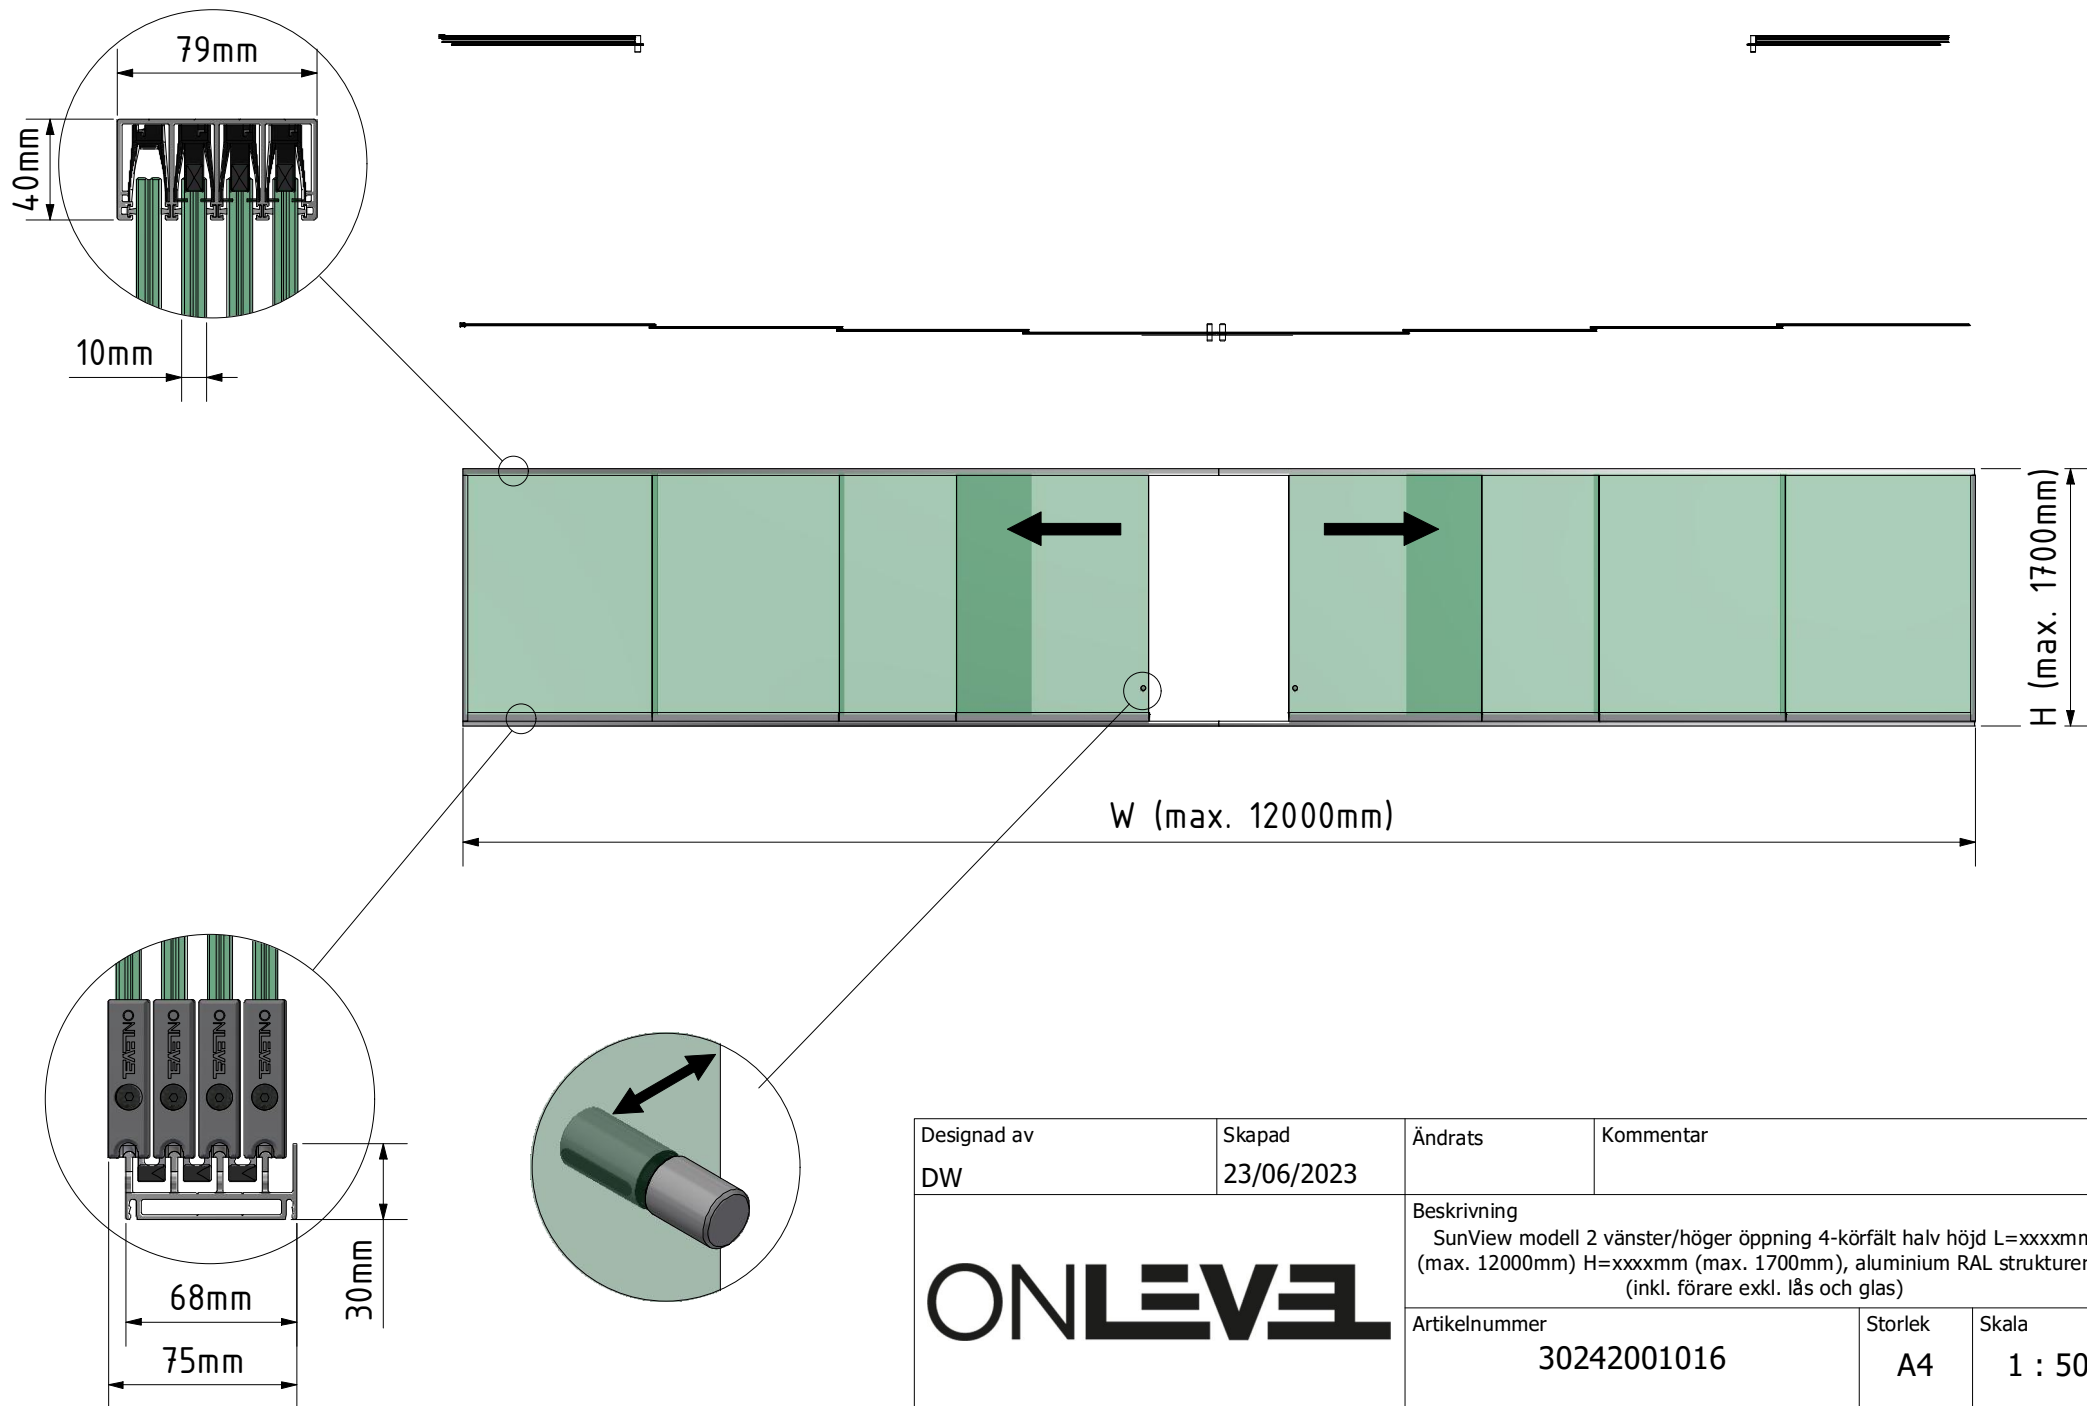 79mm
40mm
10mm
H (max. 1700mm)
W (max. 12000mm)
ONLEVEL
ONLEVEL
ONLEVEL
ONLEVEL
30mm
68mm
75mm
Designad av
DW
Skapad
23/06/2023
Ändrats
Kommentar
ONLEVEL
Beskrivning
SunView modell 2 vänster/höger öppning 4-körfält halv höjd L=xxxxmm
(max. 12000mm) H=xxxxmm (max. 1700mm), aluminium RAL strukturer
(inkl. förare exkl. lås och glas)
Artikelnummer
30242001016
Storlek
A4
Skala
1 : 50